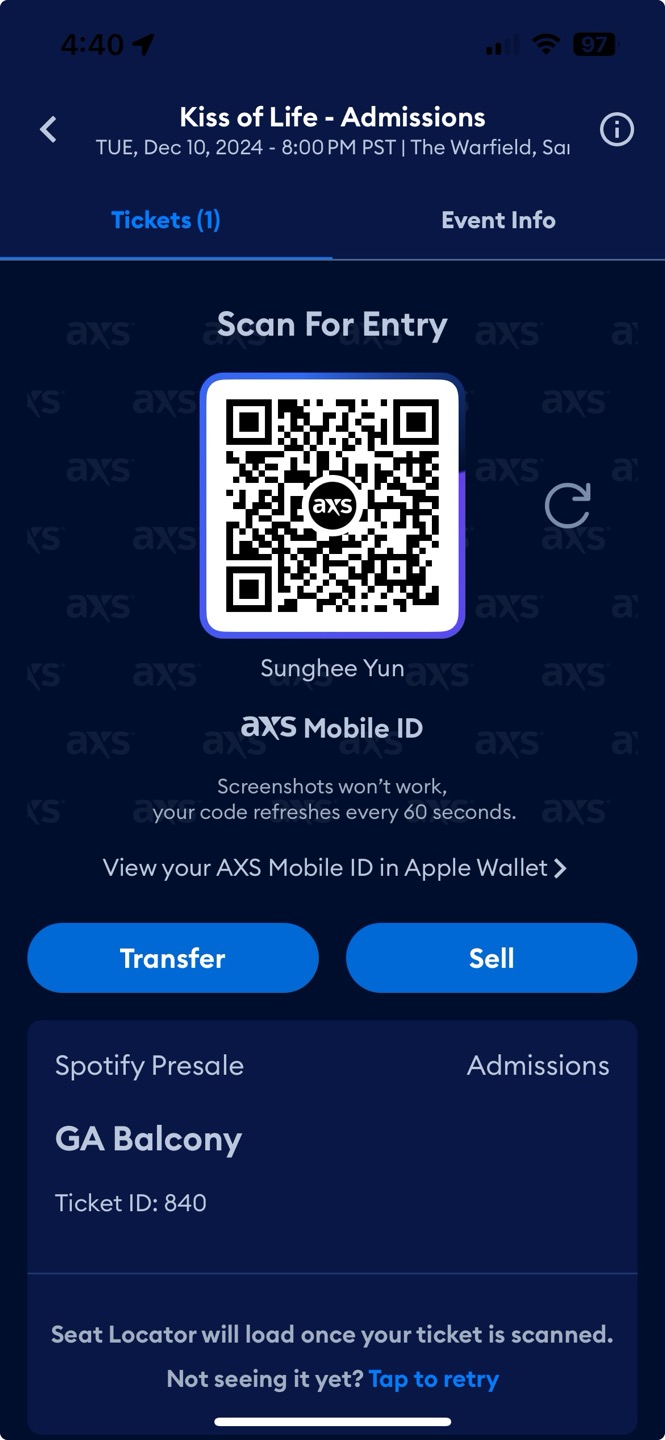 4:40
97
Kiss of Life - Admissions
TUE, Dec 10, 2024 - 8:00 PM PST | The Warfield, Sai
Tickets (1)
Event Info
Scan For Entry
axs
Sunghee Yun
axs Mobile ID
Screenshots won’t work,
your code refreshes every 60 seconds.
View your AXS Mobile ID in Apple Wallet
Transfer
Sell
Spotify Presale
Admissions
GA Balcony
Ticket ID: 840
Seat Locator will load once your ticket is scanned.
Not seeing it yet? Tap to retry